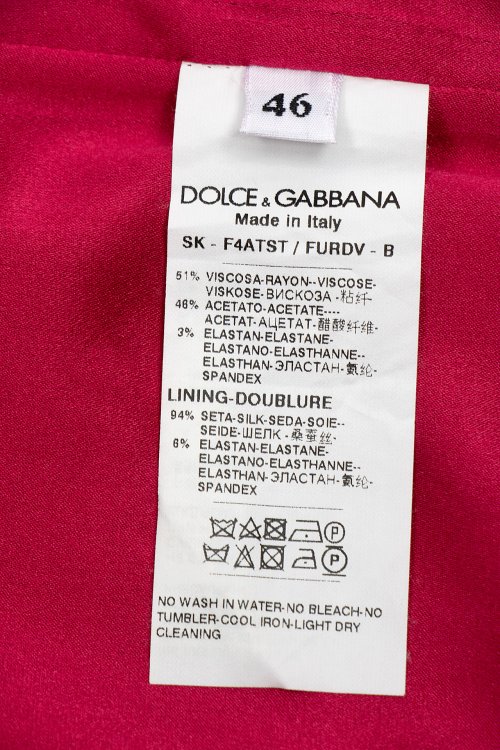 46
DOLCE & GABBANA
Made in Italy
SK - F4ATST / FURDV - B
51% VISCOSA-RAYON--VISCOSE-
VISKOSE-ВИСКОЗА-粘纤-
46% ACETATO-ACETATE----
ACETAT-АЦЕТАТ-醋酸纤维-
3% ELASTAN-ELASTANE-
ELASTANO-ELASTHANNE--
ELASTHAN-ЭЛАСТАН-氨纶-
SPANDEX
LINING-DOUBLURE
94% SETA-SILK-SEDA-SOIE--
SEIDE-ШЕЛК-桑蚕丝-
6% ELASTAN-ELASTANE-
ELASTANO-ELASTHANNE--
ELASTHAN-ЭЛАСТАН-氨纶-
SPANDEX
P
P
NO WASH IN WATER-NO BLEACH-NO
TUMBLER-COOL IRON-LIGHT DRY
CLEANING